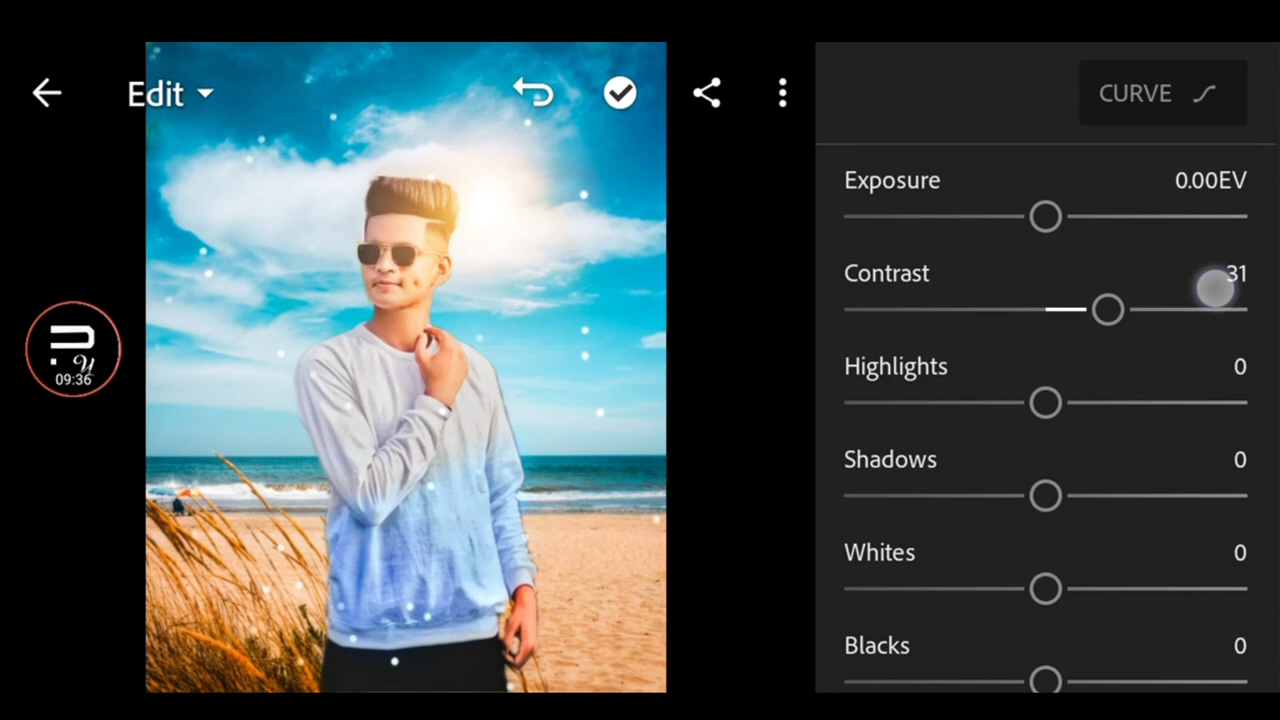 Edit
CURVE
Exposure 0.00EV
Contrast 31
Highlights 0
Shadows 0
Whites 0
Blacks 0
09:36